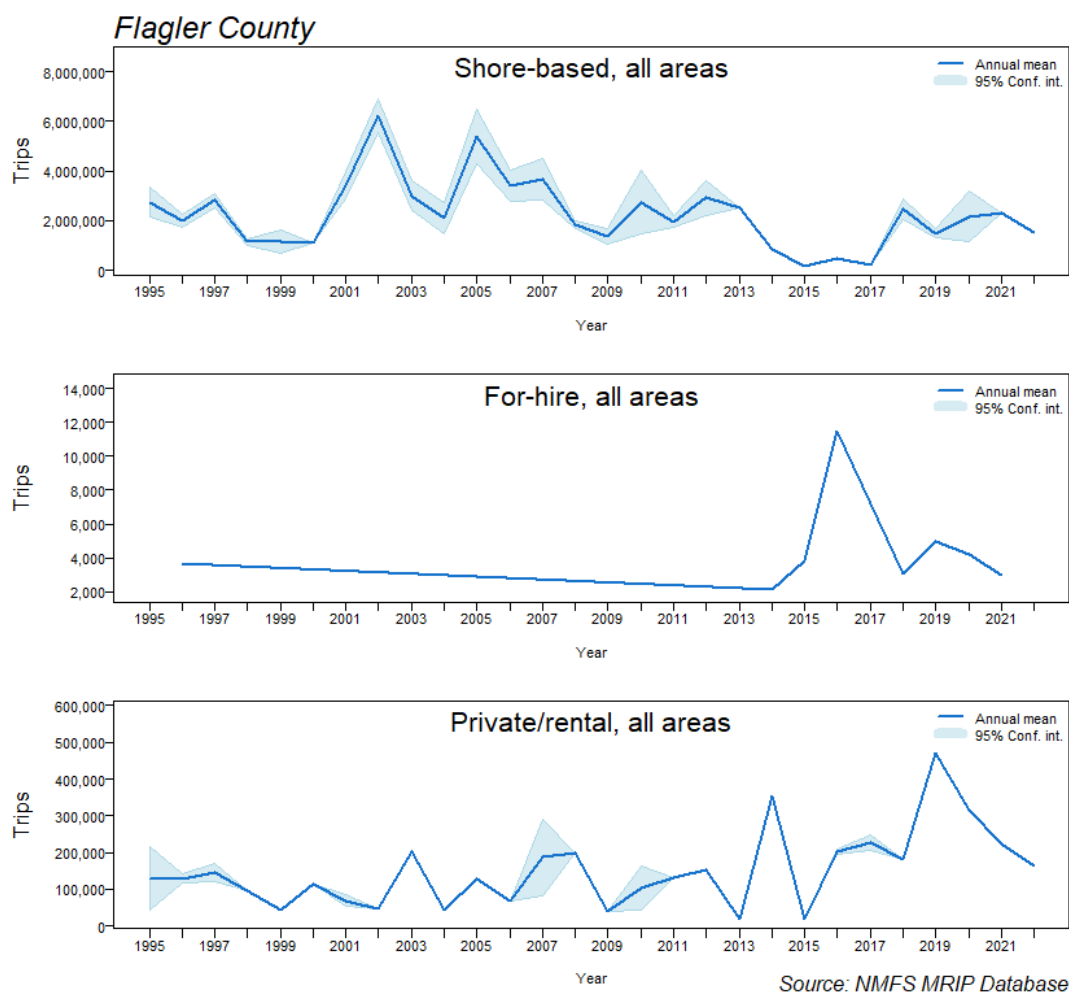 Flagler County
Shore-based, all areas
Annual mean
95% Conf. int.
Trips
8,000,000
6,000,000
4,000,000
2,000,000
0
1995 1997 1999 2001 2003 2005 2007 2009 2011 2013 2015 2017 2019 2021
Year
For-hire, all areas
Annual mean
95% Conf. int.
Trips
14,000
12,000
10,000
8,000
6,000
4,000
2,000
1995 1997 1999 2001 2003 2005 2007 2009 2011 2013 2015 2017 2019 2021
Year
Private/rental, all areas
Annual mean
95% Conf. int.
Trips
600,000
500,000
400,000
300,000
200,000
100,000
0
1995 1997 1999 2001 2003 2005 2007 2009 2011 2013 2015 2017 2019 2021
Year
Source: NMFS MRIP Database